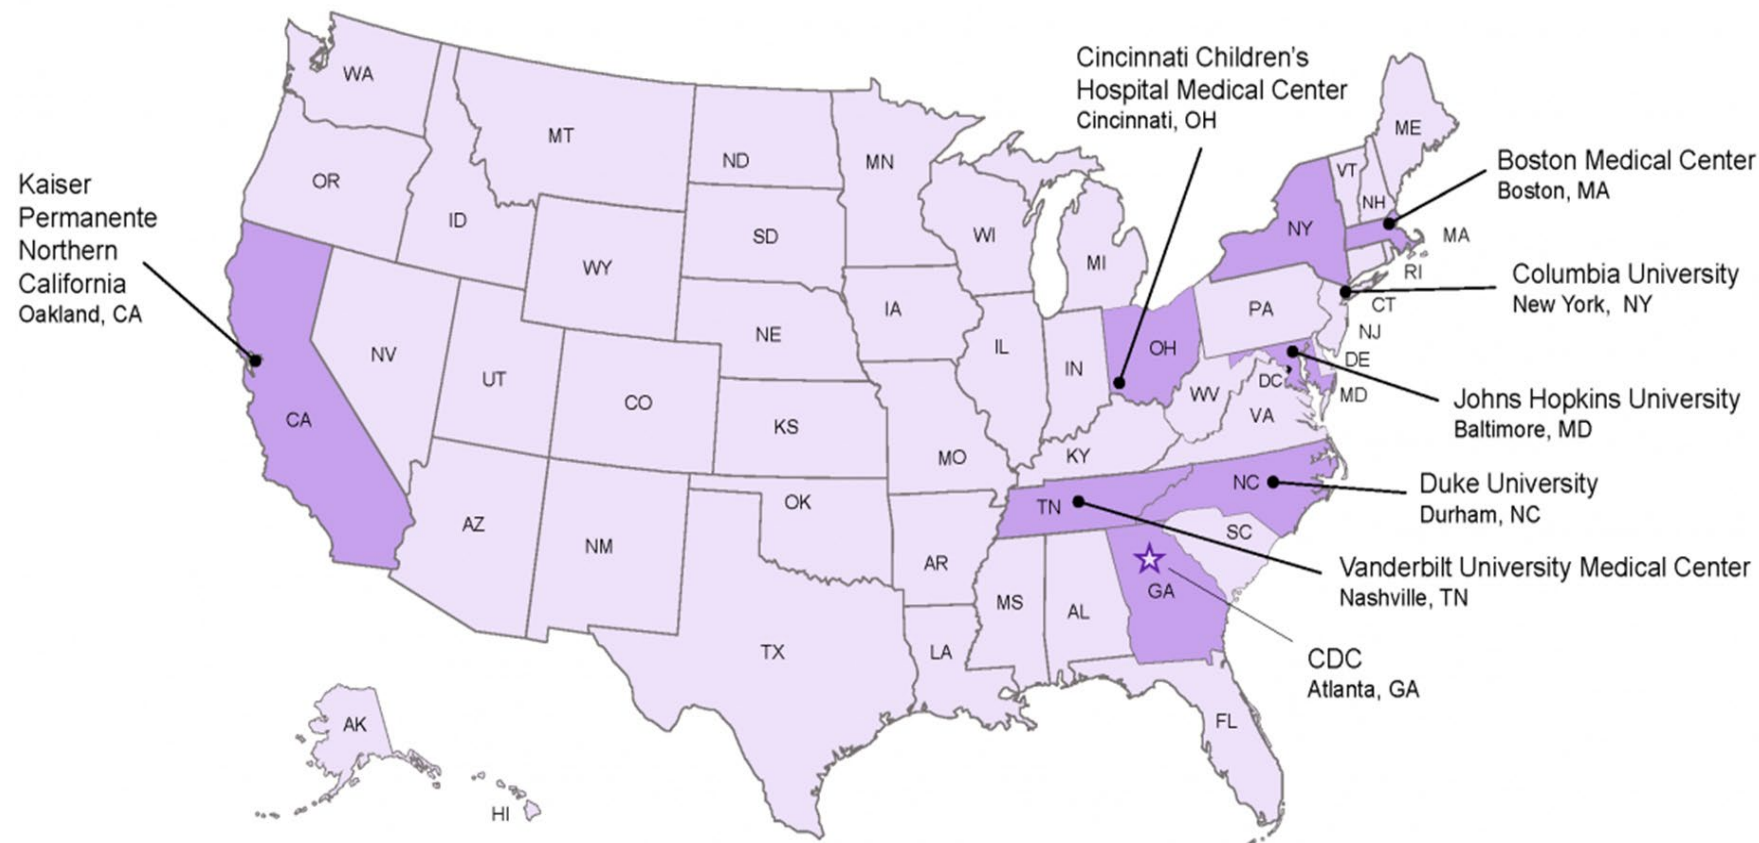 Cincinnati Children's
Hospital Medical Center
Cincinnati, OH
Boston Medical Center
Boston, MA
Kaiser
Permanente
Northern
California
Oakland, CA
Columbia University
New York, NY
Johns Hopkins University
Baltimore, MD
Duke University
Durham, NC
Vanderbilt University Medical Center
Nashville, TN
CDC
Atlanta, GA
WA
OR
ID
MT
ND
MN
SD
WY
WI
MI
NY
VT
NH
ME
MA
RI
CT
NJ
DE
MD
DC
PA
OH
IN
IL
IA
NE
NV
UT
CO
CA
KS
MO
KY
WV
VA
NC
TN
SC
GA
AL
MS
AR
OK
AZ
NM
TX
LA
FL
AK
HI